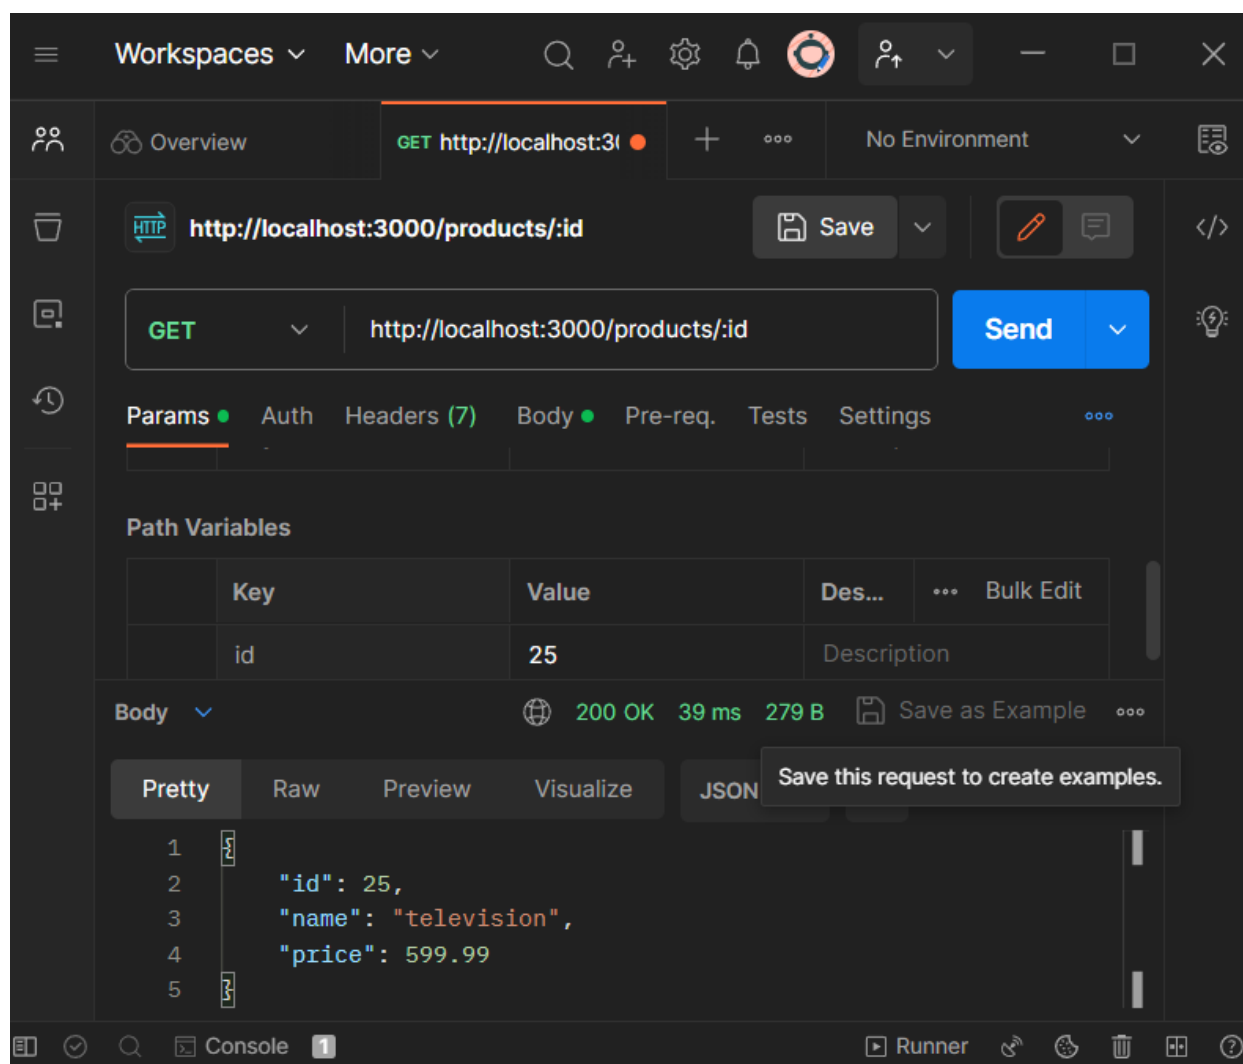 Workspaces More
Overview GET http://localhost:3( No Environment
HTTP http://localhost:3000/products/:id Save
GET http://localhost:3000/products/:id Send
Params Auth Headers (7) Body Pre-req. Tests Settings
Path Variables
Key Value Des... Bulk Edit
id 25 Description
Body 200 OK 39 ms 279 B Save as Example
Save this request to create examples.
Pretty Raw Preview Visualize JSON
1 {
2 "id": 25,
3 "name": "television",
4 "price": 599.99
5 }
Console 1 Runner